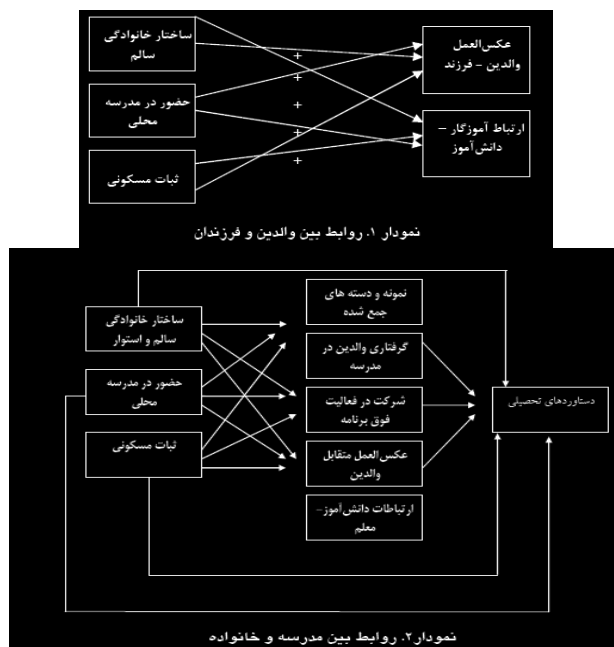 ساختار خانوادگی
سالم
حضور در مدرسه
محلی
ثبات مسکونی
+
+
+
+
+
عکس‌العمل
والدین - فرزند
ارتباط آموزگار –
دانش‌آموز
نمودار ۱. روابط بین والدین و فرزندان
ساختار خانوادگی
سالم و استوار
حضور در مدرسه
محلی
ثبات مسکونی
نمونه و دسته های
جمع شده
گرفتاری والدین در
مدرسه
شرکت در فعالیت
فوق برنامه
عکس‌العمل متقابل
والدین
ارتباطات دانش‌آموز-
معلم
دستاوردهای تحصیلی
نمودار۲. روابط بین مدرسه و خانواده